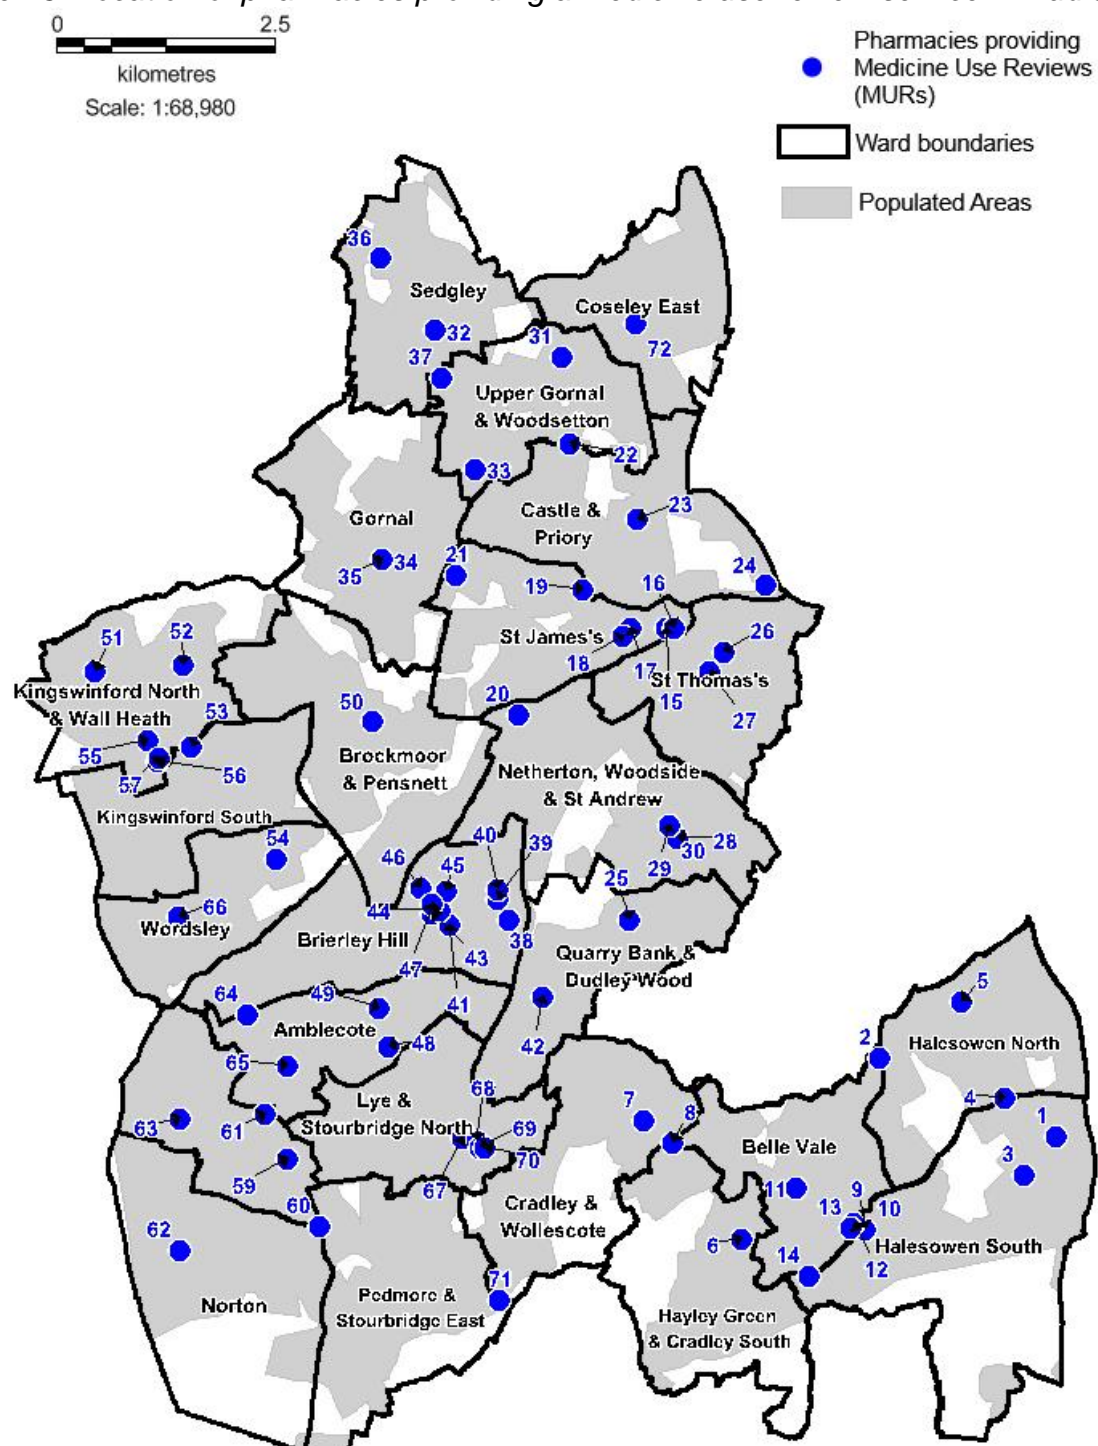 0 2.5
kilometres
Scale: 1:68,980
Pharmacies providing
Medicine Use Reviews
(MURs)
Ward boundaries
Populated Areas
36
Sedgley
Coseley East
32
31
72
37
Upper Gornal
& Woodsetton
22
33
Castle &
Priory
23
Gornal
21
34
35
19
16
24
51
52
St James's
26
18
17
St Thomas's
Kingswinford North
& Wall Heath
20
15
27
53
50
55
Brockmoor
& Pensnett
Netherton, Woodside
& St Andrew
57
56
Kingswinford South
54
40
39
28
46
45
30
29
25
66
Wordsley
44
Brierley Hill
38
43
Quarry Bank &
Dudley Wood
47
5
64
49
41
Amblecote
2
Halesowen North
65
48
42
68
Lye &
Stourbridge North
4
7
8
1
63
61
69
70
Belle Vale
3
59
67
11
60
Cradley &
Wollescote
13
9
10
62
6
Halesowen South
14
12
71
Norton
Pedmore &
Stourbridge East
Hayley Green
& Cradley South